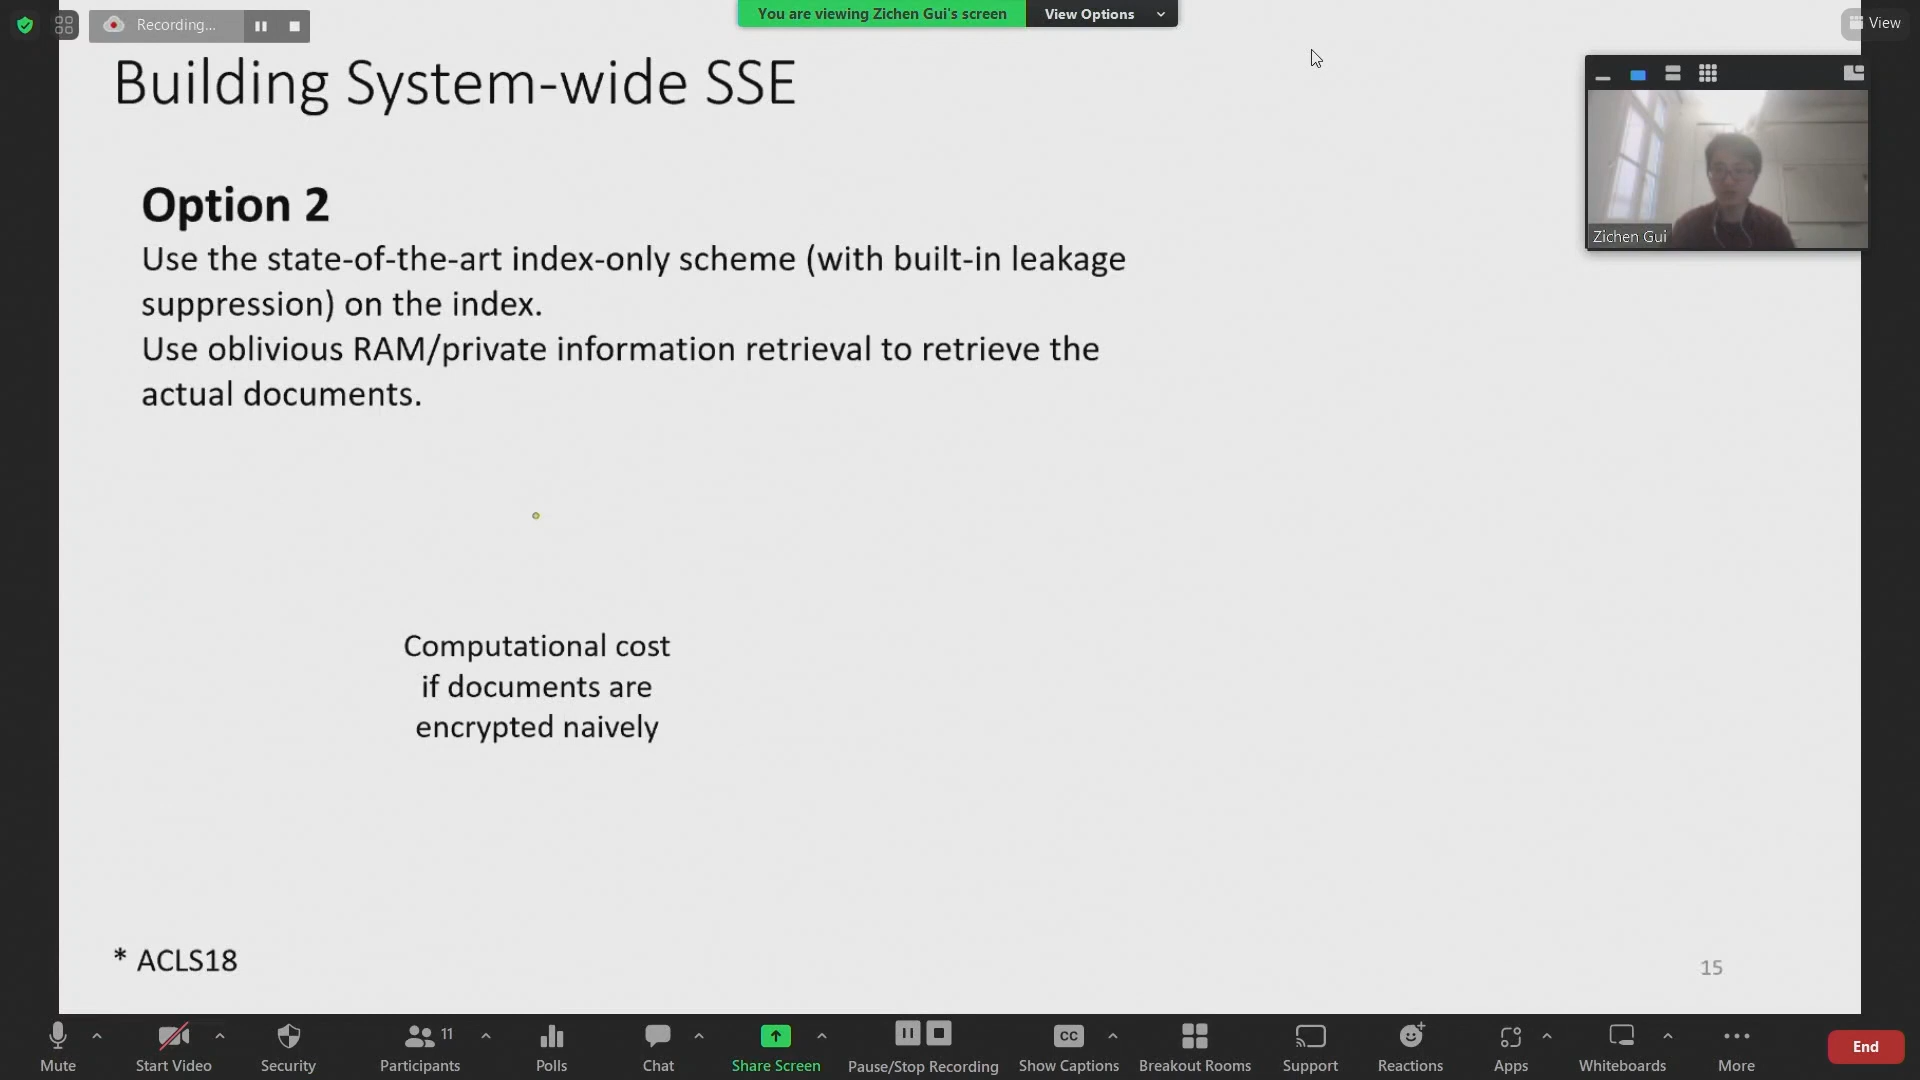 Recording...
You are viewing Zichen Gui's screen
View Options
View
Building System-wide SSE
Zichen Gui
Option 2
Use the state-of-the-art index-only scheme (with built-in leakage
suppression) on the index.
Use oblivious RAM/private information retrieval to retrieve the
actual documents.
Computational cost
if documents are
encrypted naively
* ACLS18
15
Mute
Start Video
Security
Participants
11
Polls
Chat
Share Screen
Pause/Stop Recording
CC
Show Captions
Breakout Rooms
Support
Reactions
Apps
Whiteboards
More
End